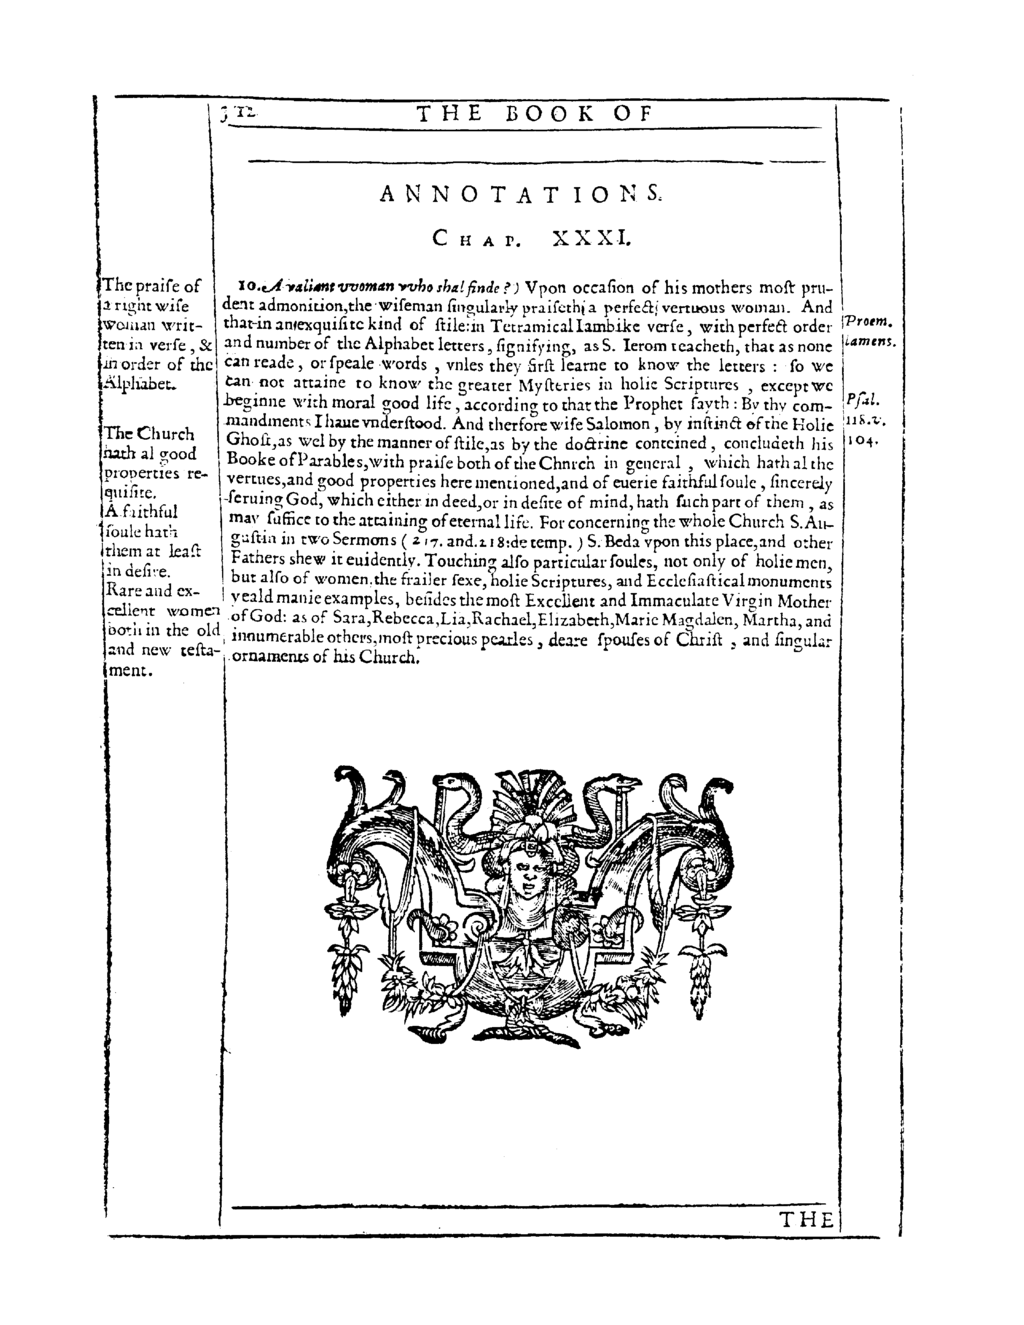 312
THE BOOK OF
ANNOTATIONS.
CHAP. XXXI.
The praiſe of
a right wiſe
woman writ-
ten in verſe, &
in order of the
Alphabet.
The Church
hath al good
properties re-
quiſite.
A faithful
ſoule hath
them at leaſt
in deſire.
Rare and ex-
cellent women
both in the old
and new teſta-
ment.
10. A valiant vvoman vvho shal finde?) Vpon occaſion of his mothers moſt pru-
dent admonition, the wiſeman ſingularly praiſeth a perfect vertuous woman. And
that in an exquiſite kind of ſtile: in Tetramical Iambike verſe, with perfect order
and number of the Alphabet letters, ſignifying, as S. Ierom teacheth, that as none
can reade, or ſpeale words, vnles they firſt learne to know the letters: ſo we
can not attaine to know the greater Myſteries in holie Scriptures, except we
beginne with moral good life, according to that the Prophet ſayth: By thy com-
mandments I haue vnderſtood. And therfore wiſe Salomon, by inſtinct of the Holie
Ghoſt, as wel by the manner of ſtile, as by the doctrine conteined, concludeth his
Booke of Parables, with praiſe both of the Chnrch in general, which hath al the
vertues, and good properties here mentioned, and of euerie faithful ſoule, ſincerely
ſeruing God, which either in deed, or in deſire of mind, hath ſuch part of them, as
may ſuffice to the attaining of eternal life. For concerning the whole Church S. Au-
guſtin in two Sermons (217. and. 218: de temp.) S. Beda vpon this place, and other
Fathers shew it euidently. Touching alſo particular ſoules, not only of holie men,
but alſo of women, the frailer ſexe, holie Scriptures, and Eccleſiaſtical monuments
yeald manie examples, beſides the moſt Excellent and Immaculate Virgin Mother
of God: as of Sara, Rebecca, Lia, Rachael, Elizabeth, Marie Magdalen, Martha, and
innumerable others, moſt precious pearles, deare ſpouſes of Chriſt, and ſingular
ornaments of his Church.
Proem.
Lamens.
Pſal.
118. v.
104.
THE